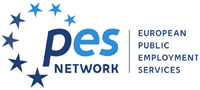 pes
NETWORK
EUROPEAN
PUBLIC
EMPLOYMENT
SERVICES